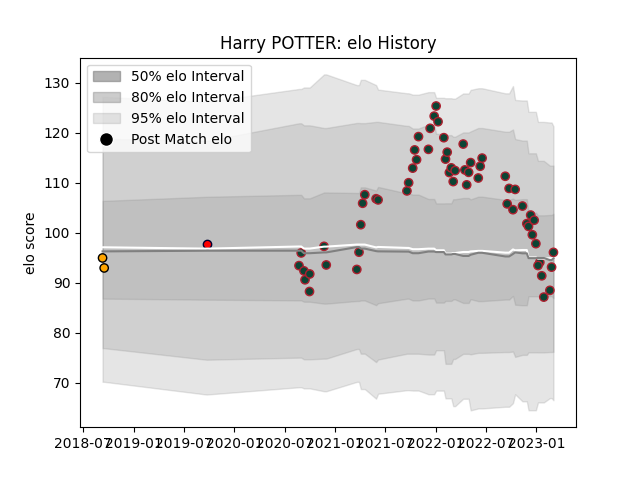 Harry POTTER: elo History
50% elo Interval
80% elo Interval
95% elo Interval
Post Match elo
elo score
130
120
110
100
90
80
70
2018-07 2019-01 2019-07 2020-01 2020-07 2021-01 2021-07 2022-01 2022-07 2023-01